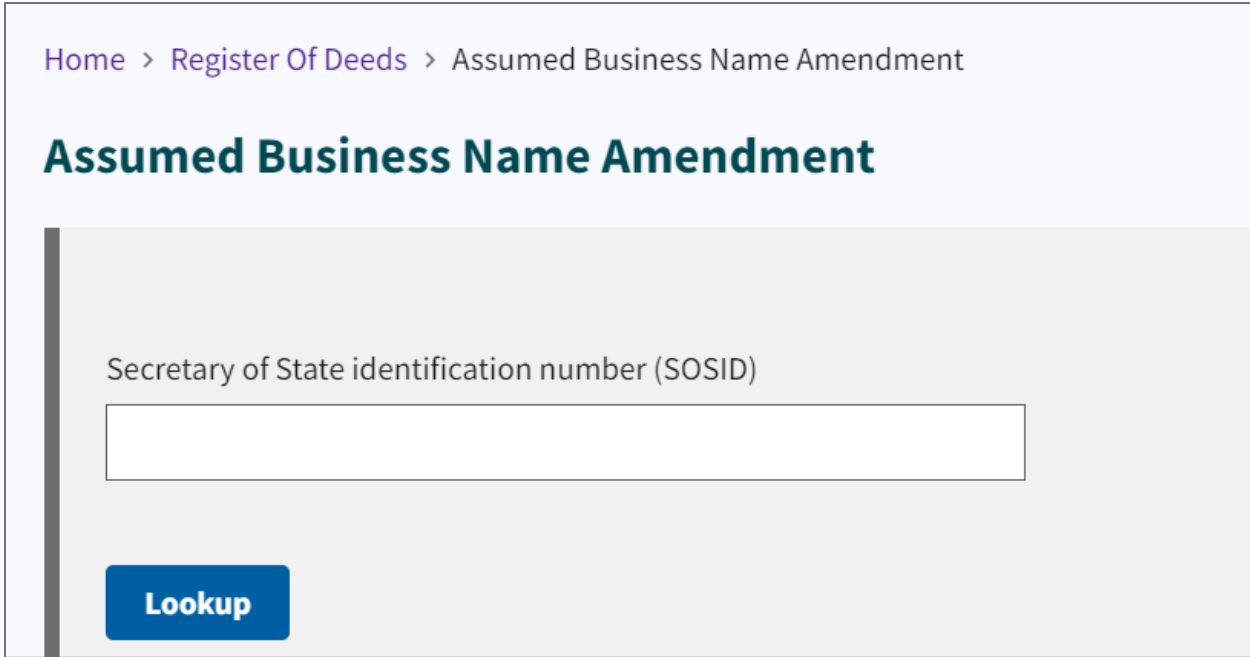 Home > Register Of Deeds > Assumed Business Name Amendment
Assumed Business Name Amendment
Secretary of State identification number (SOSID)
Lookup